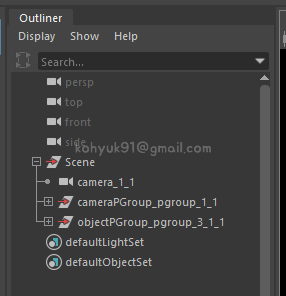 Outliner
Display Show Help
Search...
persp
top
front
side
kohyuk91@gmail.com
Scene
camera_1_1
cameraPGroup_pgroup_1_1
objectPGroup_pgroup_3_1_1
defaultLightSet
defaultObjectSet